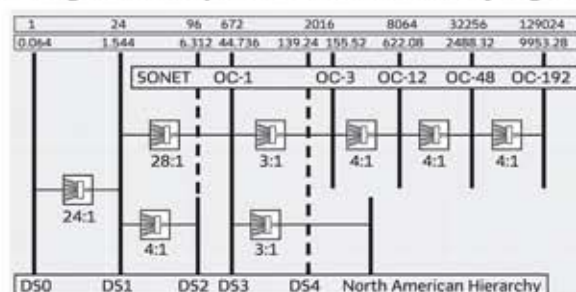 1 24 96 672 2016 8064 32256 129024
0.064 1.544 6.312 44.736 139.24 155.52 622.08 2488.32 9953.28
SONET OC-1 OC-3 OC-12 OC-48 OC-192
28:1 3:1 4:1 4:1 4:1
24:1
4:1 3:1
DS0 DS1 DS2 DS3 DS4 North American Hierarchy